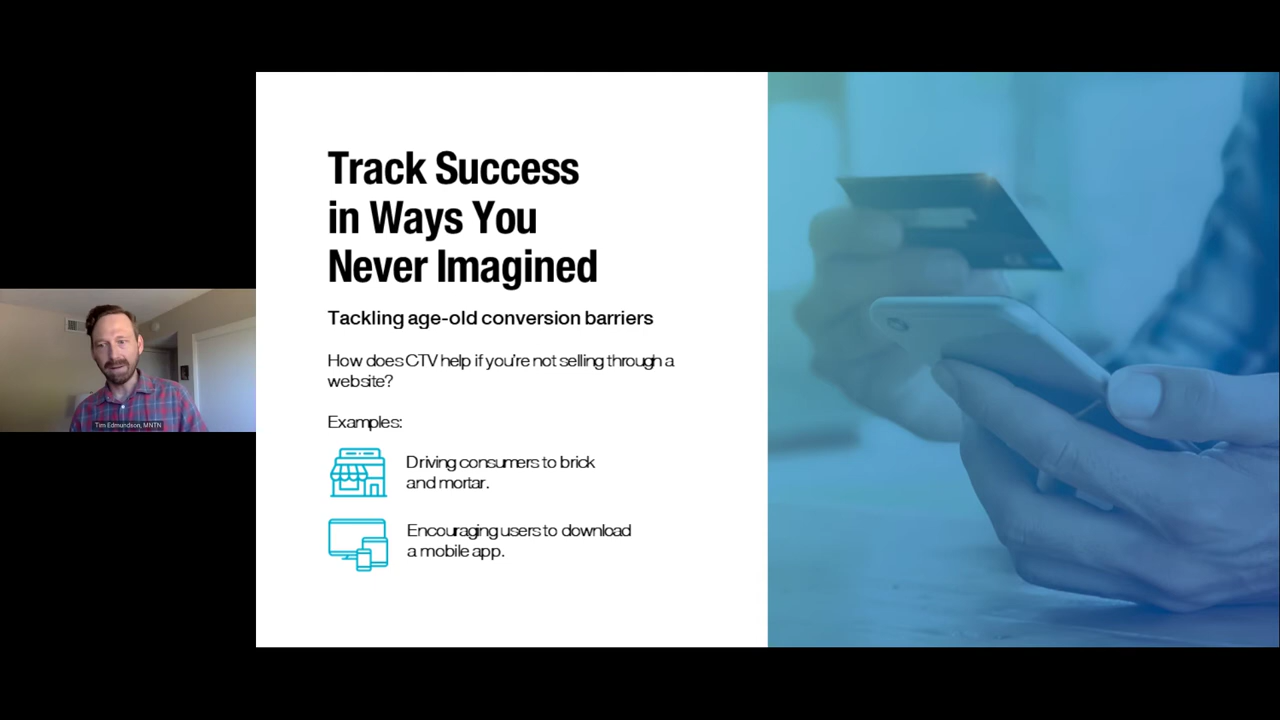 Track Success
in Ways You
Never Imagined
Tackling age-old conversion barriers
How does CTV help if you're not selling through a
website?
Examples:
Driving consumers to brick
and mortar.
Encouraging users to download
a mobile app.
Tim Edmundson, MNTN